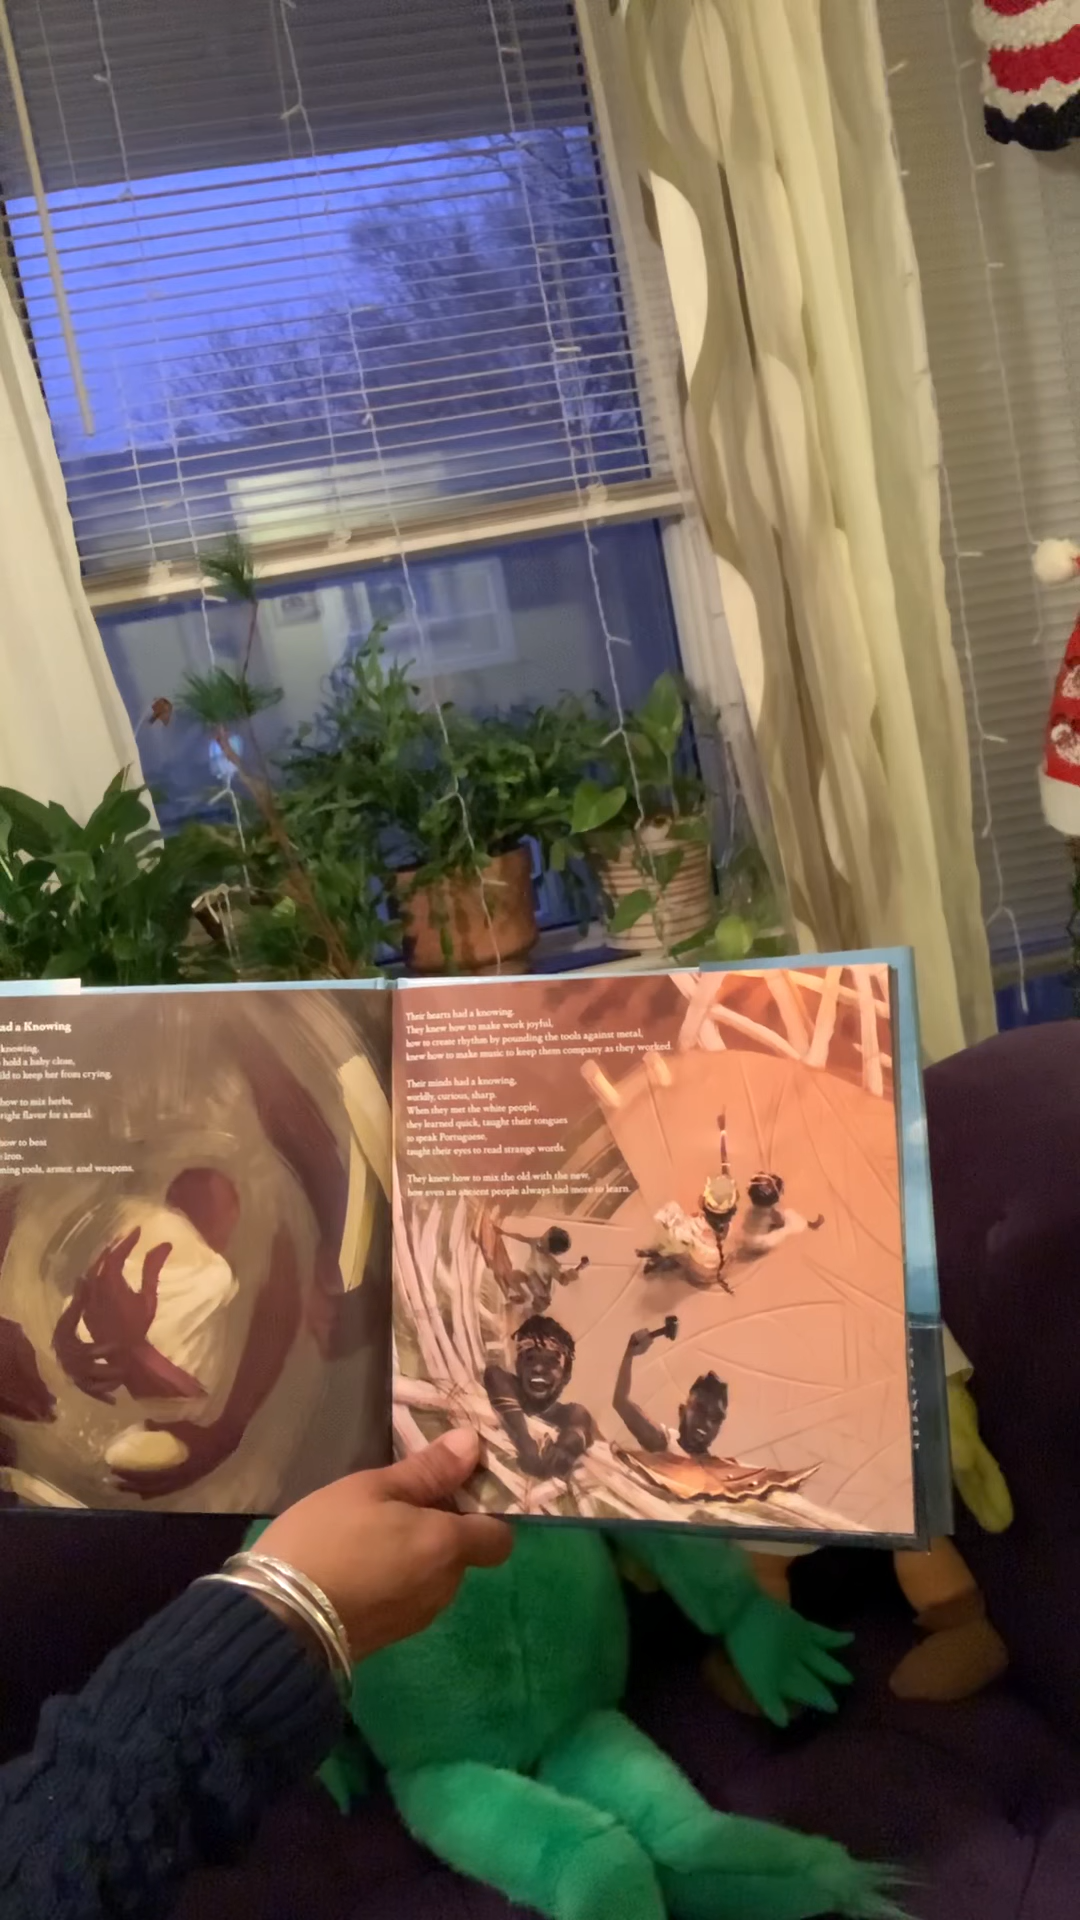 ad a Knowing
knowing,
hold a baby close,
ld to keep her from crying,
how to mix herbs,
right flavor for a meal.
how to best
iron.
ning tools, armor, and weapons,
Their hearts had a knowing.
They knew how to make work joyful,
how to create rhythm by pounding the tools against metal,
knew how to make music to keep them company as they worked.
Their minds had a knowing,
worldly, curious, sharp.
When they met the white people,
they learned quick, taught their tongues
to speak Portuguese,
taught their eyes to read strange words.
They knew how to mix the old with the new,
how even an ancient people always had more to learn.